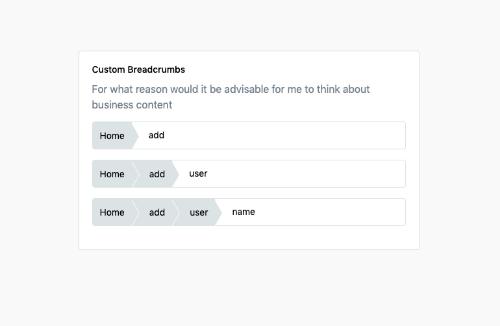 Custom Breadcrumbs
For what reason would it be advisable for me to think about
business content
Home add
Home add user
Home add user name